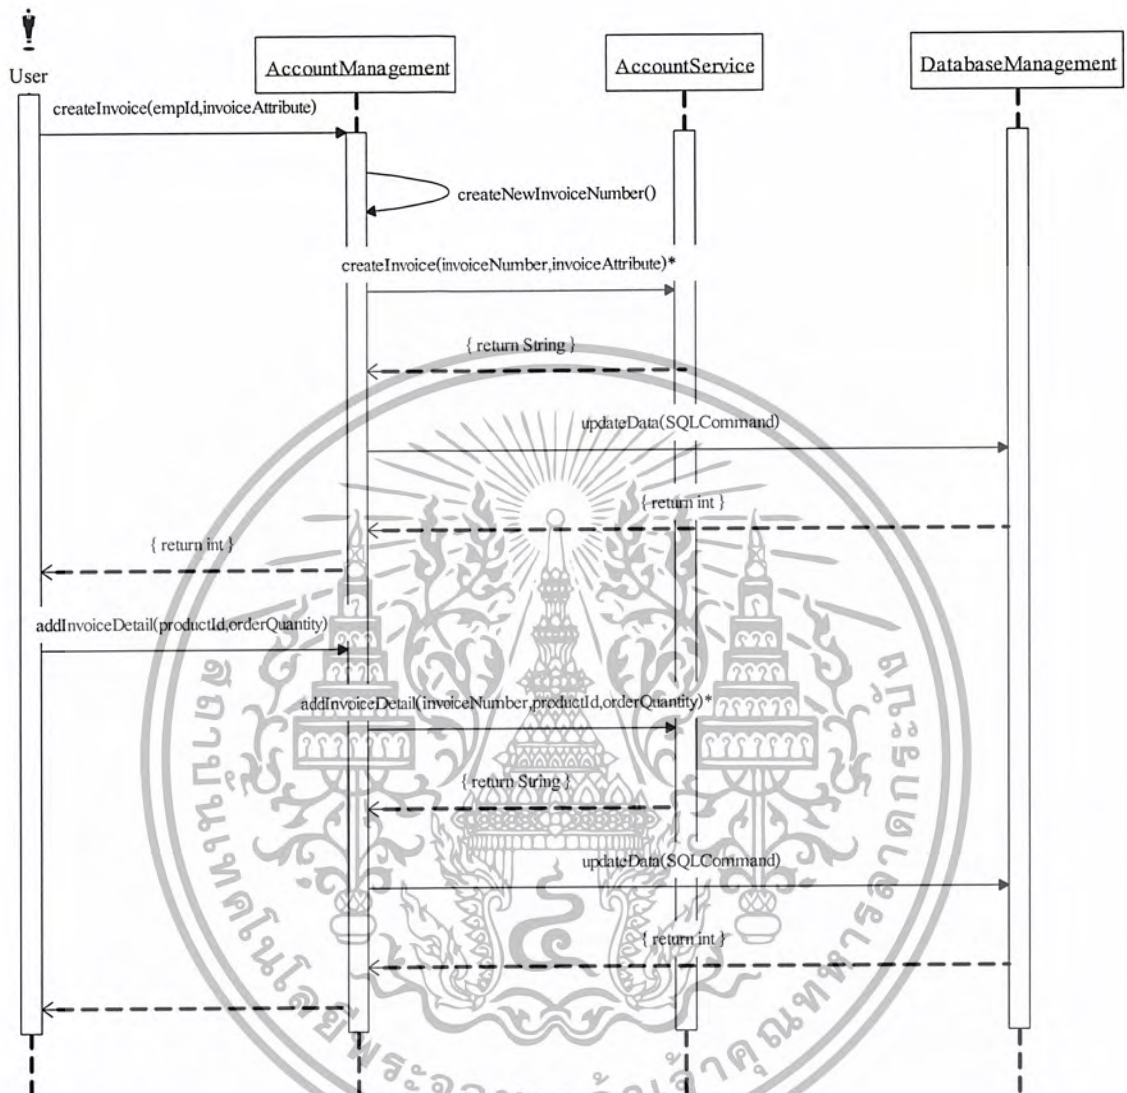 User
AccountManagement
AccountService
DatabaseManagement
createInvoice(empId,invoiceAttribute)
createNewInvoiceNumber()
createInvoice(invoiceNumber,invoiceAttribute)*
{ return String }
updateData(SQLCommand)
{ return int }
{ return int }
addInvoiceDetail(productId,orderQuantity)
addInvoiceDetail(invoiceNumber,productId,orderQuantity)*
{ return String }
updateData(SQLCommand)
{ return int }